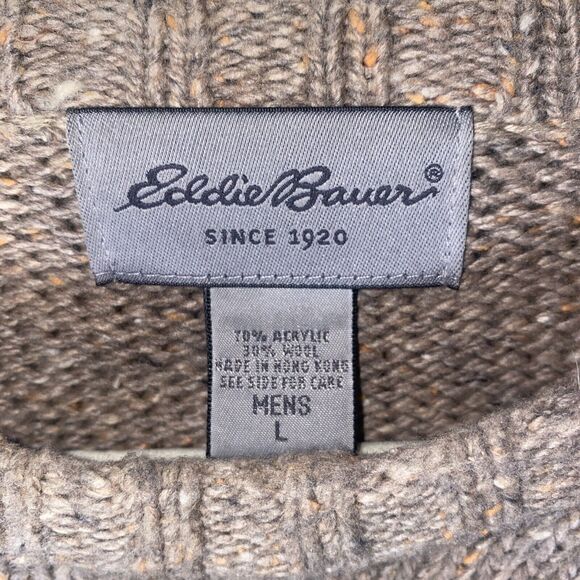 Eddie Bauer®
SINCE 1920
70% ACRYLIC
30% WOOL
MADE IN HONG KONG
SEE SIDE FOR CARE
MENS
L